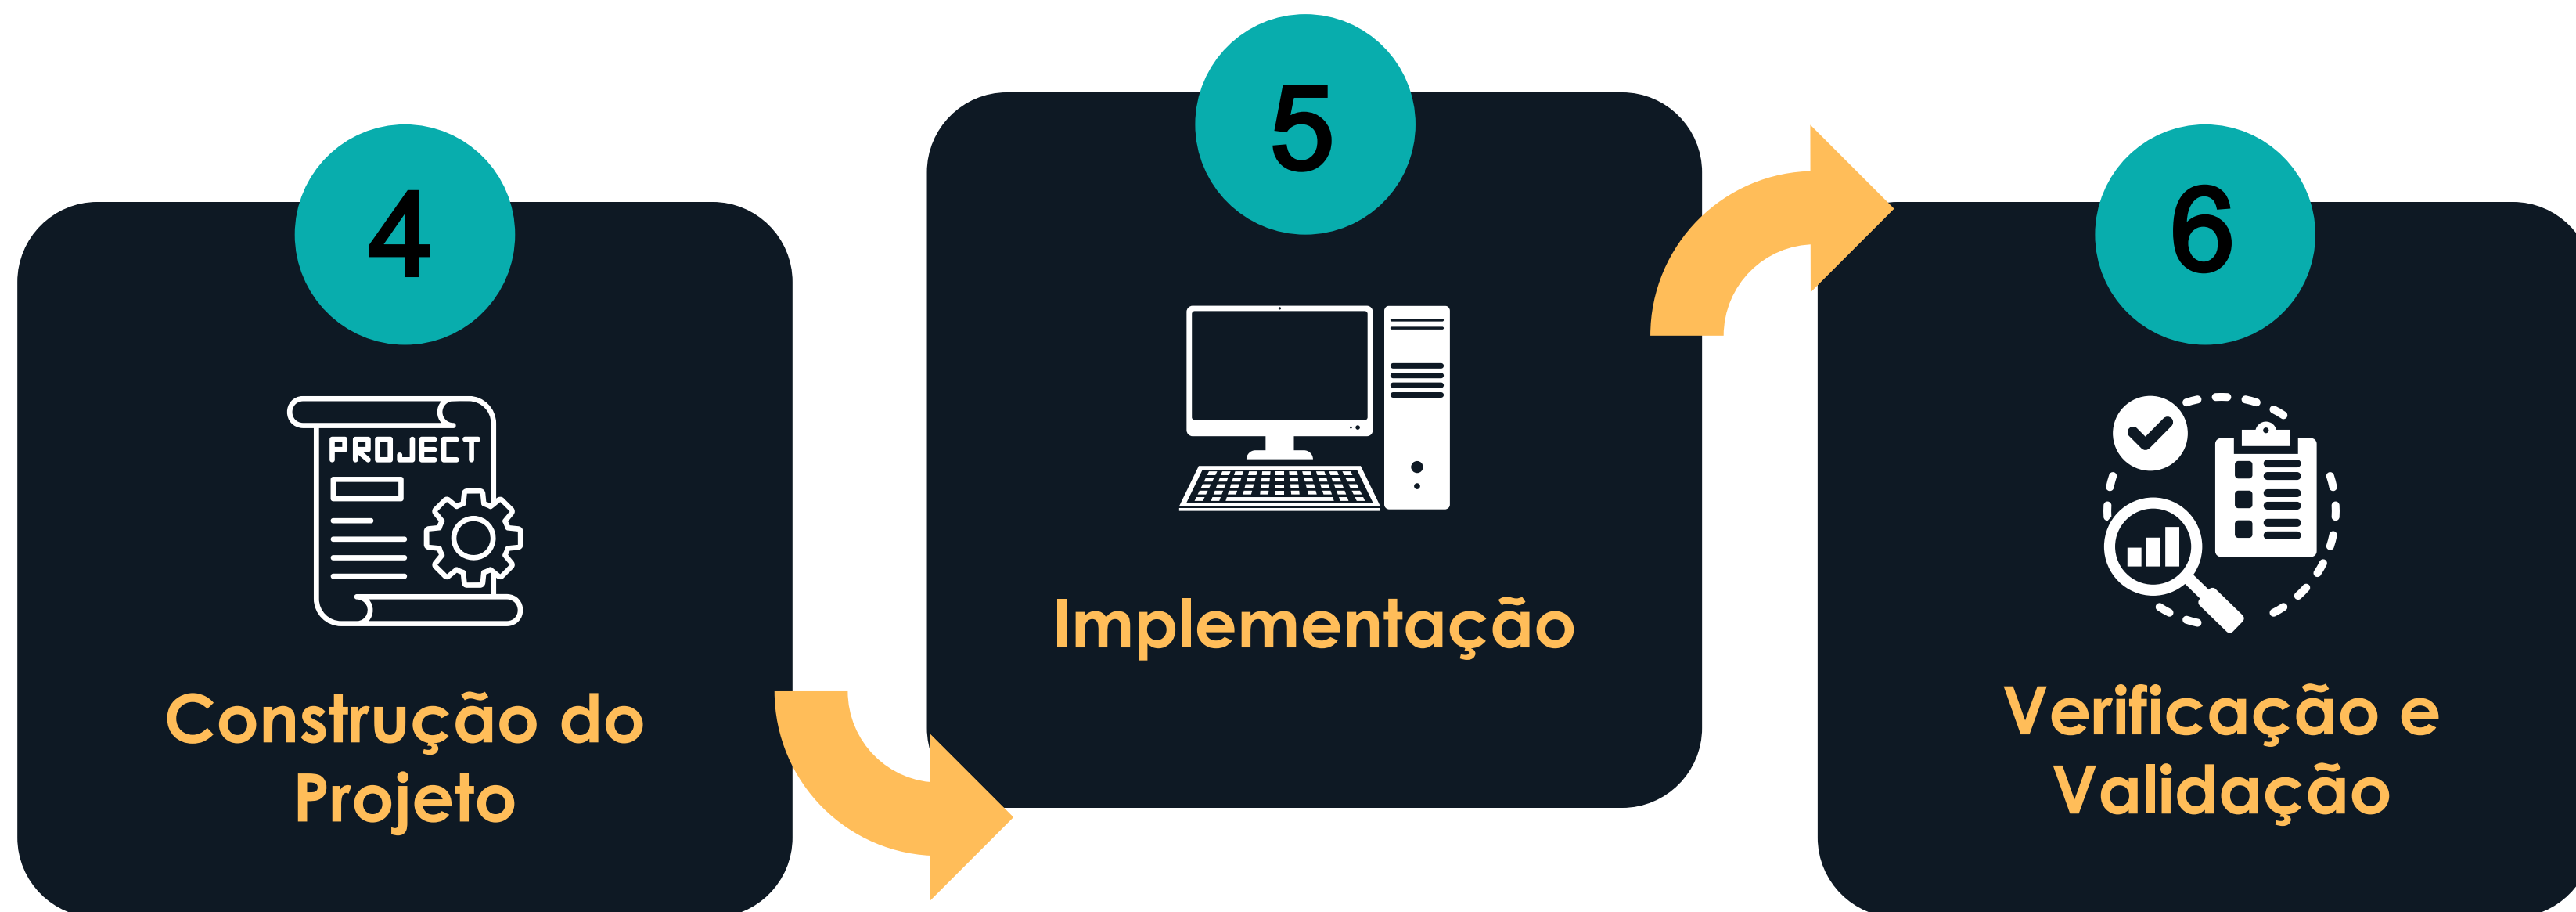 4
PROJECT
Construção do
Projeto
5
Implementação
6
Verificação e
Validação